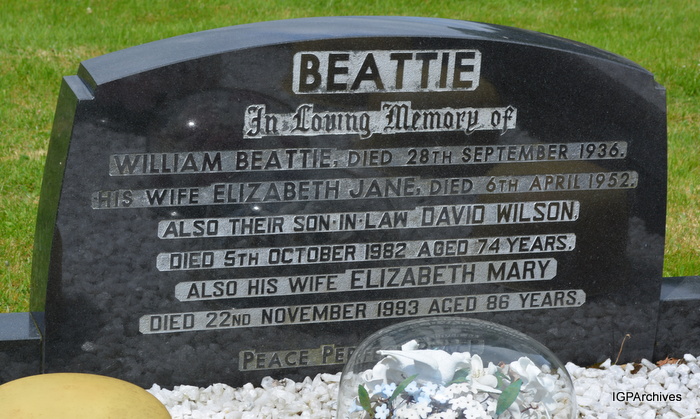 BEATTIE
In Loving Memory of
WILLIAM BEATTIE, DIED 28TH SEPTEMBER 1936.
HIS WIFE ELIZABETH JANE, DIED 6TH APRIL 1952.
ALSO THEIR SON-IN-LAW DAVID WILSON,
DIED 5TH OCTOBER 1982 AGED 74 YEARS.
ALSO HIS WIFE ELIZABETH MARY
DIED 22ND NOVEMBER 1993 AGED 86 YEARS.
PEACE
IGPArchives